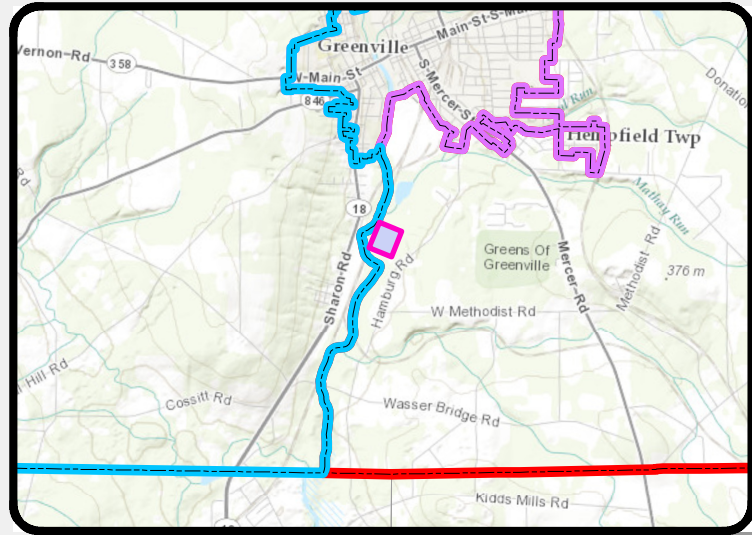 Main-St-S-Ma
Greenville
Vernon-Rd
358
W-Main-St
S-Mercer-St
846
Donatio
Run
Hempfield Twp
Rd
Mathay Run
18
Greens Of
Greenville
Mercer-Rd
Methodist-Rd
376 m
Sharon-Rd
Hamburg Rd
W Methodist Rd
Hill-Rd
Cossitt-Rd
Wasser Bridge-Rd
Kidds Mills-Rd